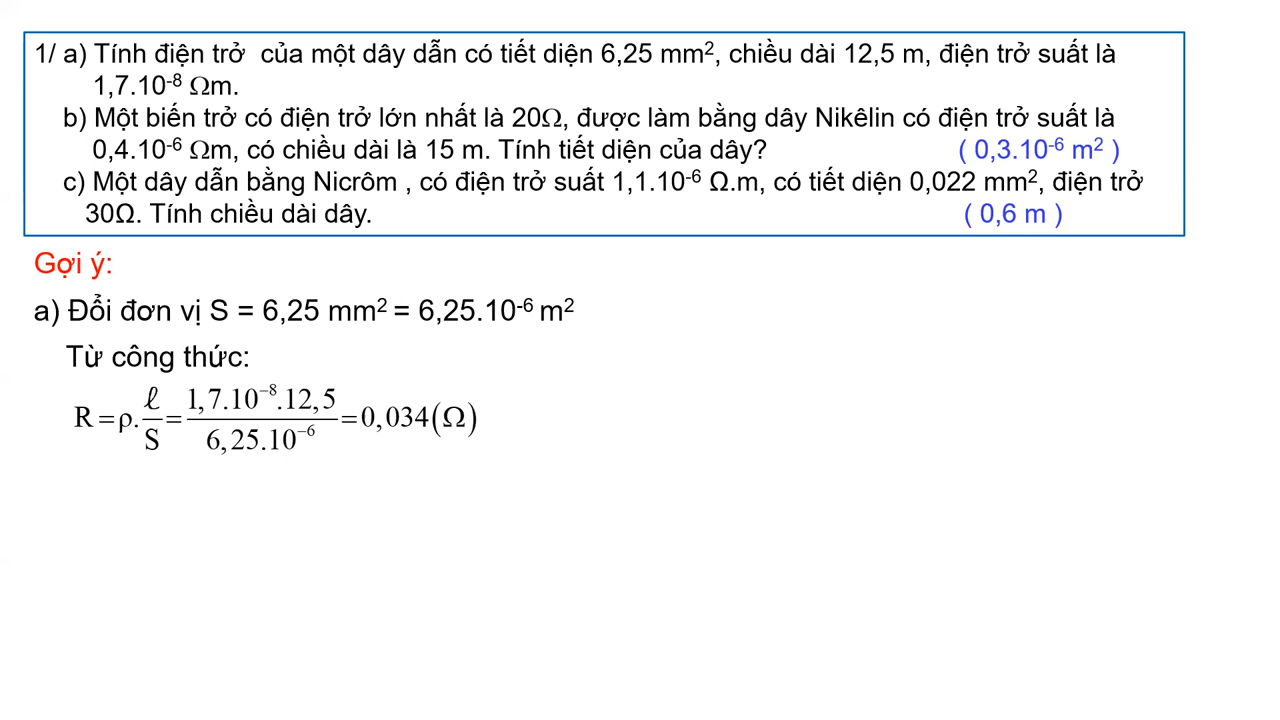 1/ a) Tính điện trở của một dây dẫn có tiết diện 6,25 mm², chiều dài 12,5 m, điện trở suất là
1,7.10⁻⁸ Ωm.
b) Một biến trở có điện trở lớn nhất là 20Ω, được làm bằng dây Nikêlin có điện trở suất là
0,4.10⁻⁶ Ωm, có chiều dài là 15 m. Tính tiết diện của dây? ( 0,3.10⁻⁶ m² )
c) Một dây dẫn bằng Nicrôm , có điện trở suất 1,1.10⁻⁶ Ω.m, có tiết diện 0,022 mm², điện trở
30Ω. Tính chiều dài dây. ( 0,6 m )
Gợi ý:
a) Đổi đơn vị S = 6,25 mm² = 6,25.10⁻⁶ m²
Từ công thức:
R = ρ. ℓ/S = 1,7.10⁻⁸.12,5 / 6,25.10⁻⁶ = 0,034(Ω)